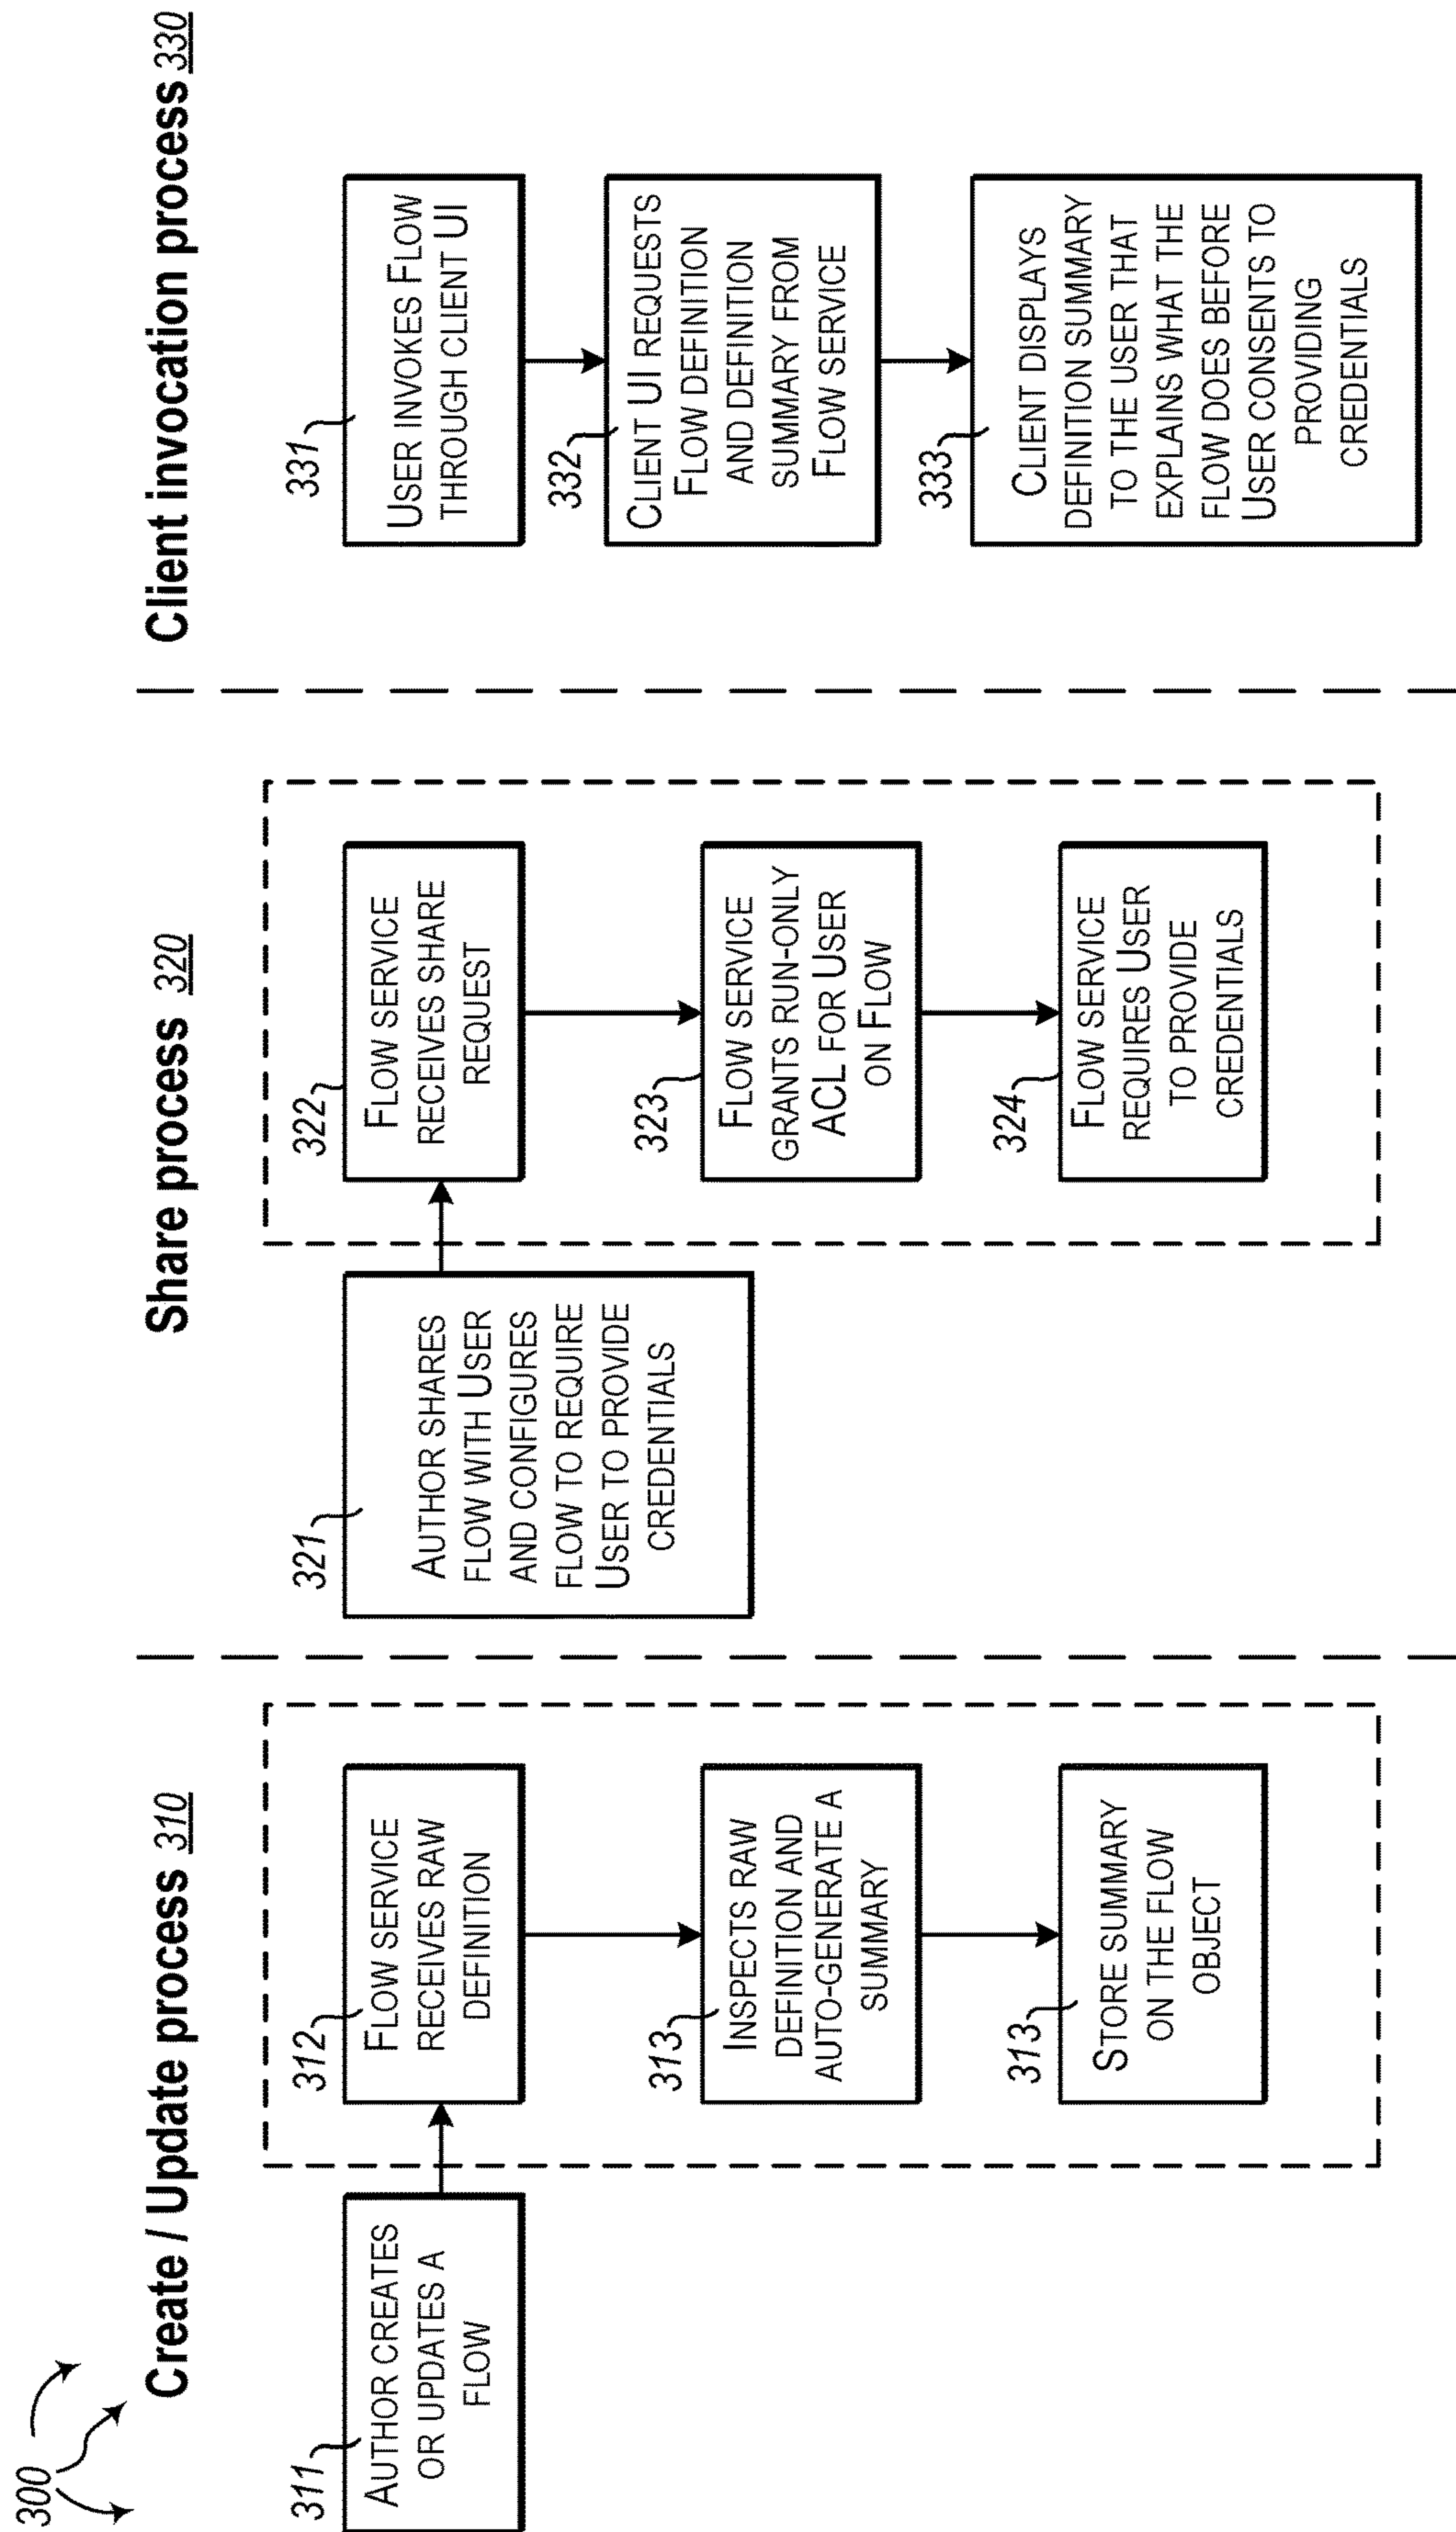 300
Create / Update process 310
311
AUTHOR CREATES
OR UPDATES A
FLOW
312
FLOW SERVICE
RECEIVES RAW
DEFINITION
313
INSPECTS RAW
DEFINITION AND
AUTO-GENERATE A
SUMMARY
313
STORE SUMMARY
ON THE FLOW
OBJECT
Share process 320
321
AUTHOR SHARES
FLOW WITH USER
AND CONFIGURES
FLOW TO REQUIRE
USER TO PROVIDE
CREDENTIALS
322
FLOW SERVICE
RECEIVES SHARE
REQUEST
323
FLOW SERVICE
GRANTS RUN-ONLY
ACL FOR USER
ON FLOW
324
FLOW SERVICE
REQUIRES USER
TO PROVIDE
CREDENTIALS
Client invocation process 330
331
USER INVOKES FLOW
THROUGH CLIENT UI
332
CLIENT UI REQUESTS
FLOW DEFINITION
AND DEFINITION
SUMMARY FROM
FLOW SERVICE
333
CLIENT DISPLAYS
DEFINITION SUMMARY
TO THE USER THAT
EXPLAINS WHAT THE
FLOW DOES BEFORE
USER CONSENTS TO
PROVIDING
CREDENTIALS